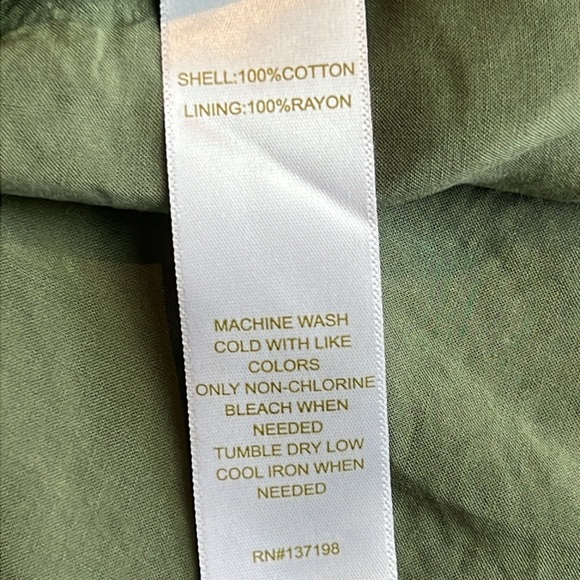 SHELL:100%COTTON
LINING:100%RAYON
MACHINE WASH
COLD WITH LIKE
COLORS
ONLY NON-CHLORINE
BLEACH WHEN
NEEDED
TUMBLE DRY LOW
COOL IRON WHEN
NEEDED
RN#137198